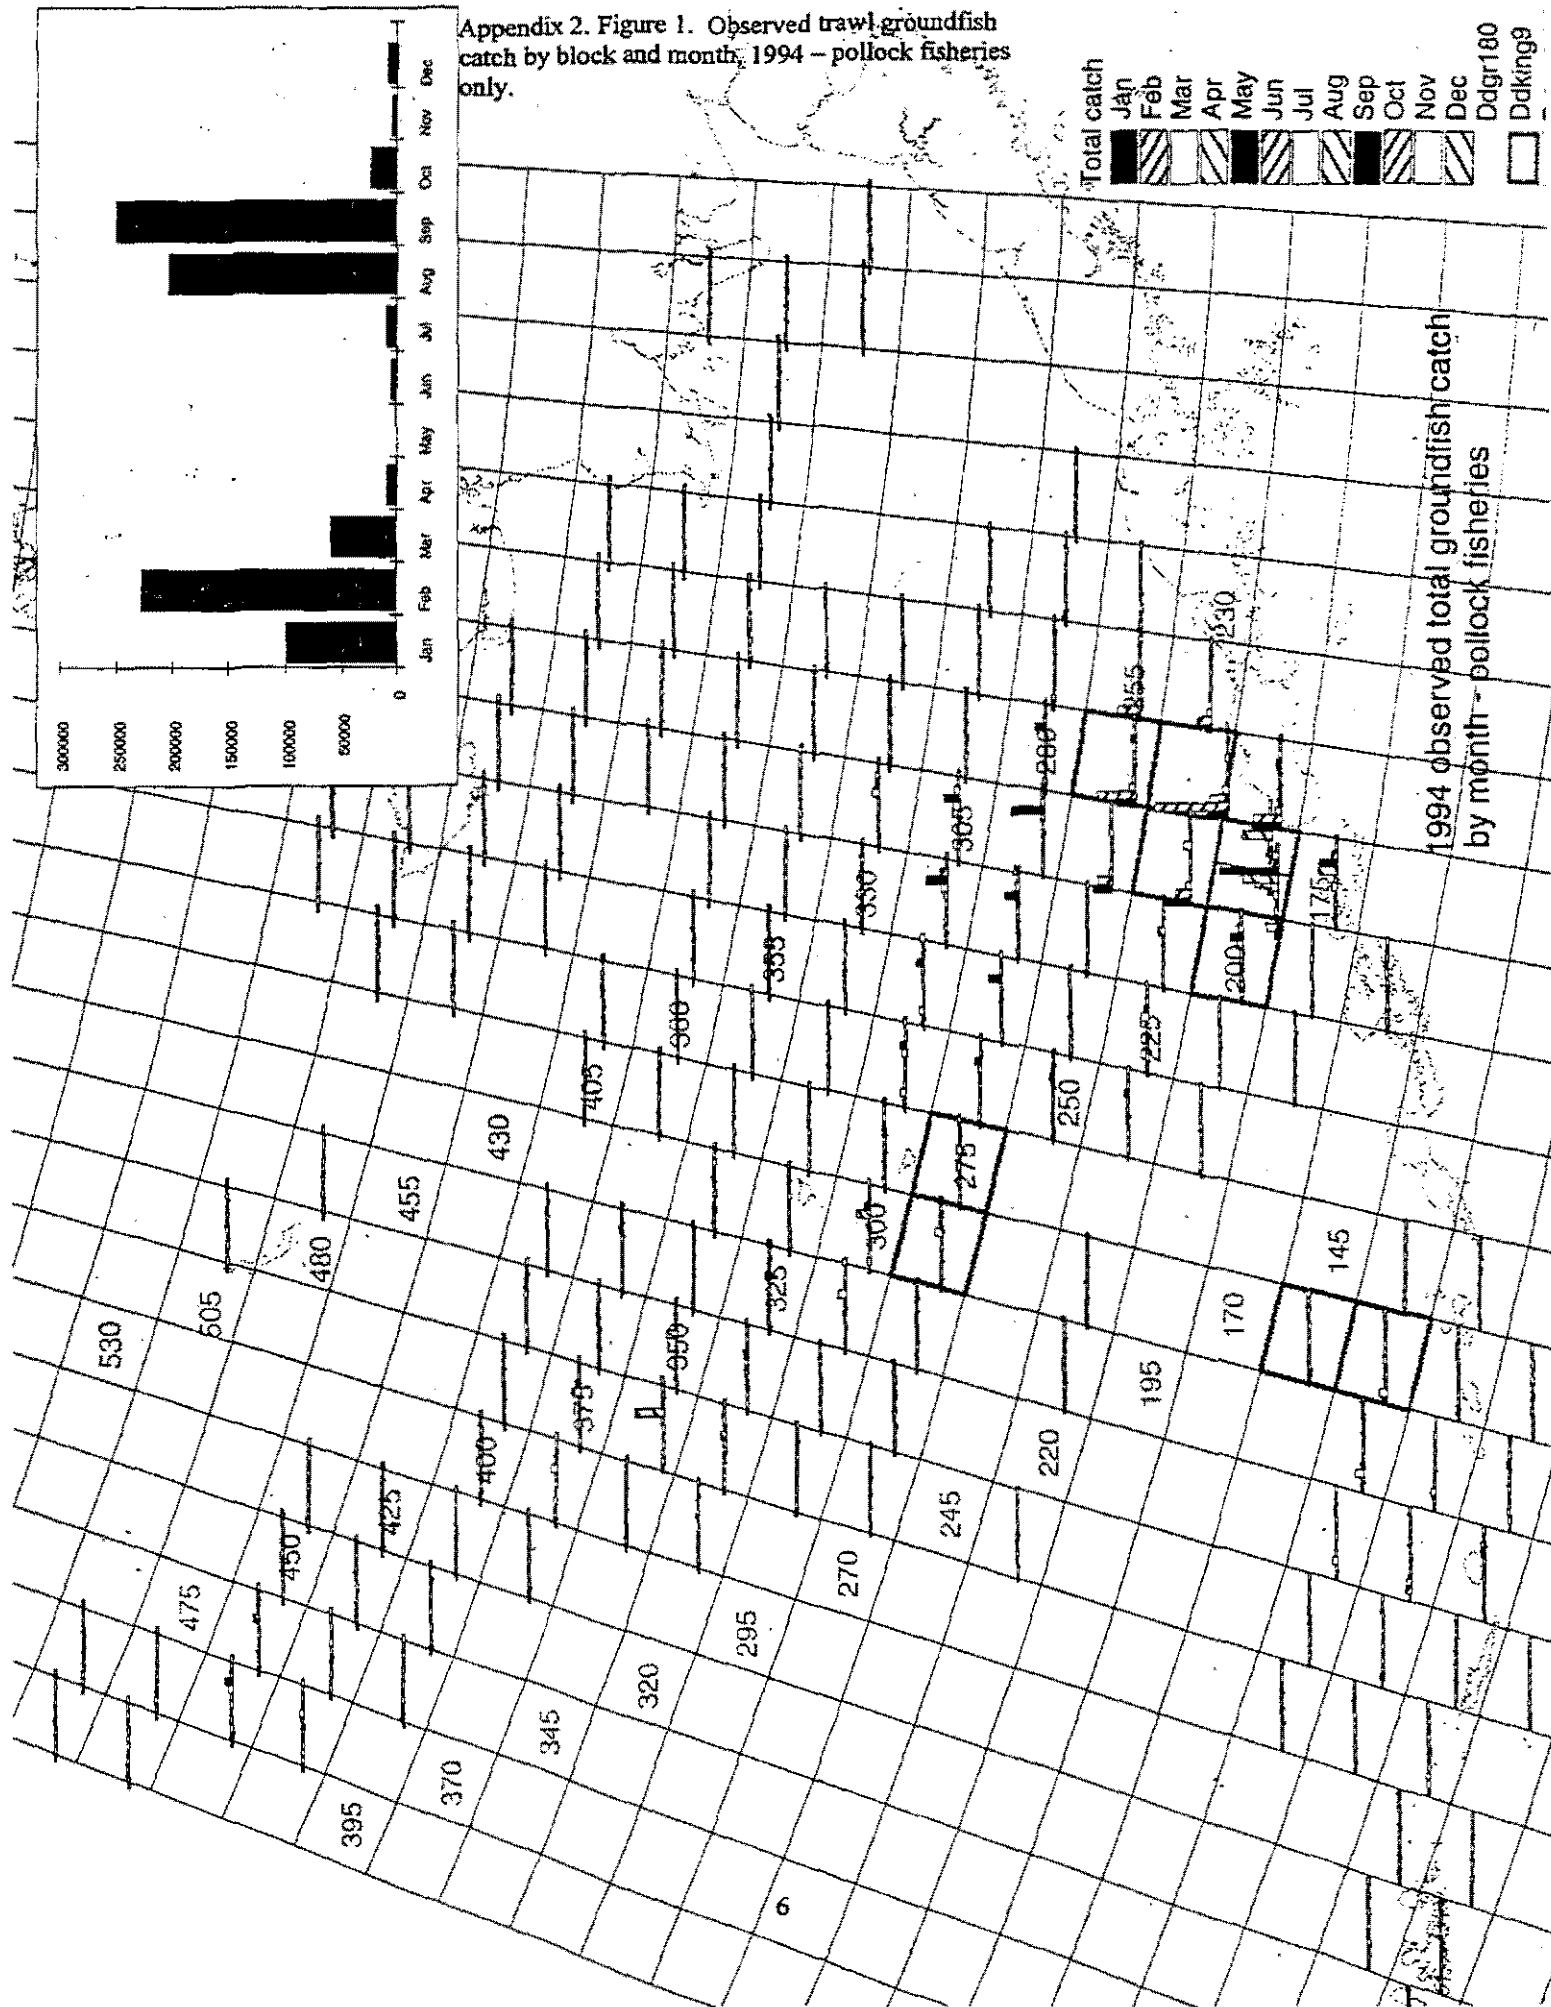 Appendix 2. Figure 1. Observed trawl groundfish
catch by block and month, 1994 – pollock fisheries
only.
300000
250000
200000
150000
100000
50000
0
Jan
Feb
Mar
Apr
May
Jun
Jul
Aug
Sep
Oct
Nov
Dec
Total catch
Jan
Feb
Mar
Apr
May
Jun
Jul
Aug
Sep
Oct
Nov
Dec
Ddgr180
Ddking9
1994 observed total groundfish catch
by month - pollock fisheries
530
505
480
455
430
405
380
355
330
305
280
255
230
475
450
425
400
375
350
325
300
275
250
225
200
175
395
370
345
320
295
270
245
220
195
170
145
6